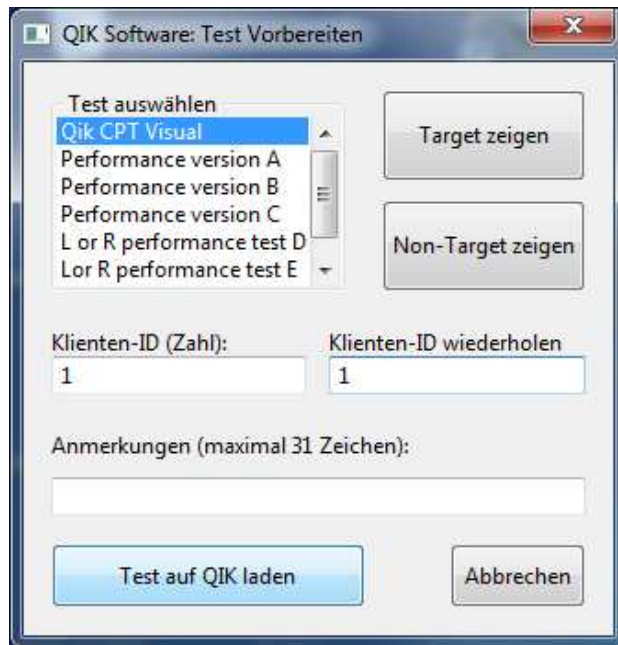 QIK Software: Test Vorbereiten
Test auswählen
Qik CPT Visual
Performance version A
Performance version B
Performance version C
L or R performance test D
Lor R performance test E
Target zeigen
Non-Target zeigen
Klienten-ID (Zahl):
1
Klienten-ID wiederholen
1
Anmerkungen (maximal 31 Zeichen):
Test auf QIK laden
Abbrechen